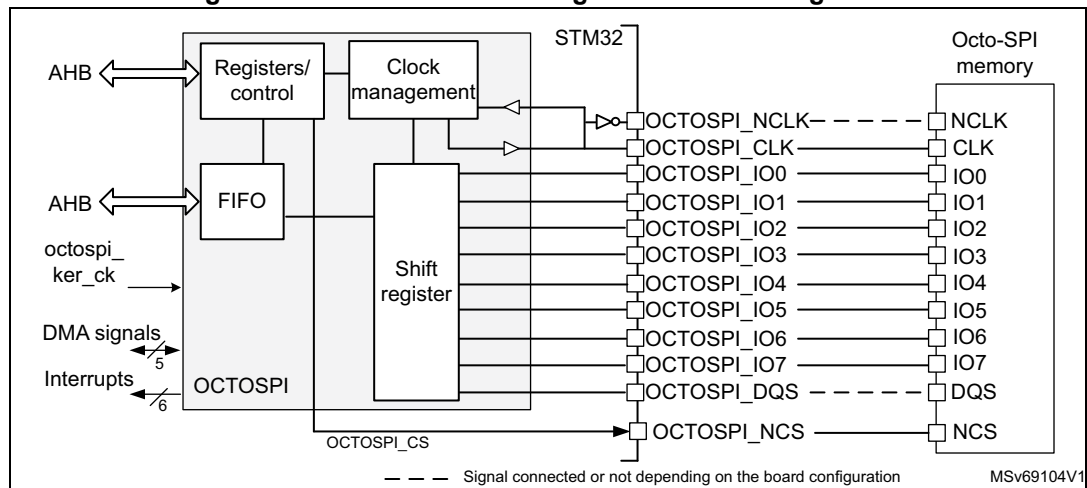 STM32
Octo-SPI
memory
AHB
Registers/
control
Clock
management
OCTOSPI_NCLK
NCLK
OCTOSPI_CLK
CLK
OCTOSPI_IO0
IO0
AHB
FIFO
OCTOSPI_IO1
IO1
OCTOSPI_IO2
IO2
octospi_
ker_ck
OCTOSPI_IO3
IO3
Shift
register
OCTOSPI_IO4
IO4
OCTOSPI_IO5
IO5
DMA signals
5
OCTOSPI_IO6
IO6
Interrupts
6
OCTOSPI
OCTOSPI_IO7
IO7
OCTOSPI_DQS
DQS
OCTOSPI_CS
OCTOSPI_NCS
NCS
Signal connected or not depending on the board configuration
MSv69104V1